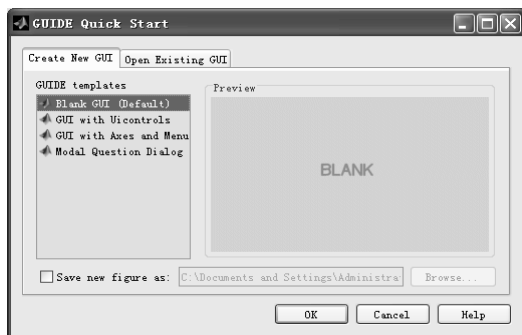 GUIDE Quick Start
Create New GUI
Open Existing GUI
GUIDE templates
Blank GUI (Default)
GUI with Uicontrols
GUI with Axes and Menu
Modal Question Dialog
Preview
BLANK
Save new figure as:
C:\Documents and Settings\Administra
Browse...
OK
Cancel
Help